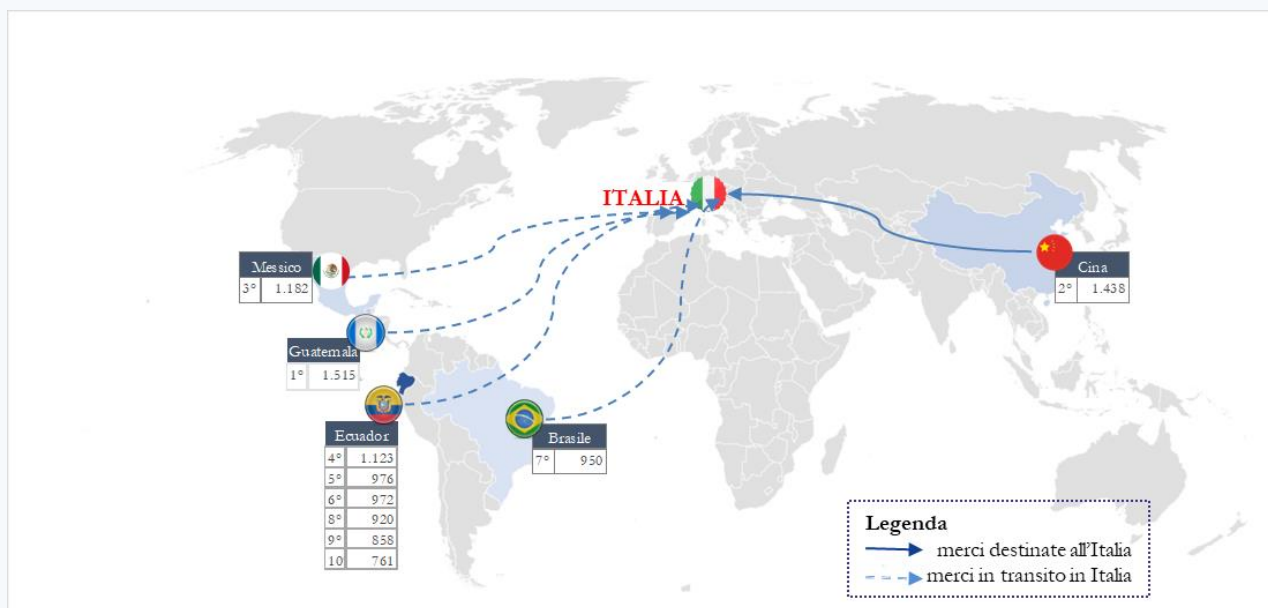 ITALIA
Messico
3° 1.182
Cina
2° 1.438
Guatemala
1° 1.515
Ecuador
4° 1.123
5° 976
6° 972
8° 920
9° 858
10 761
Brasile
7° 950
Legenda
merci destinate all'Italia
merci in transito in Italia